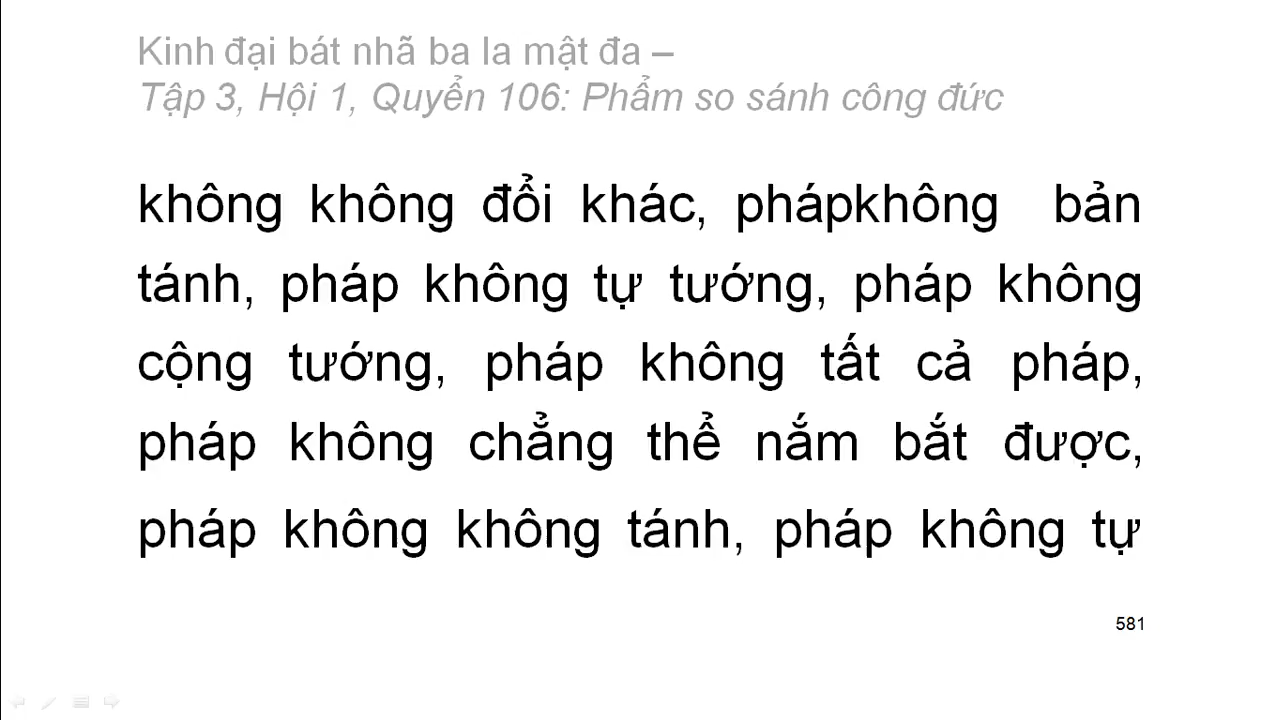 Kinh đại bát nhã ba la mật đa –
Tập 3, Hội 1, Quyển 106: Phẩm so sánh công đức
không không đổi khác, phápkhông bản
tánh, pháp không tự tướng, pháp không
cộng tướng, pháp không tất cả pháp,
pháp không chẳng thể nắm bắt được,
pháp không không tánh, pháp không tự
581